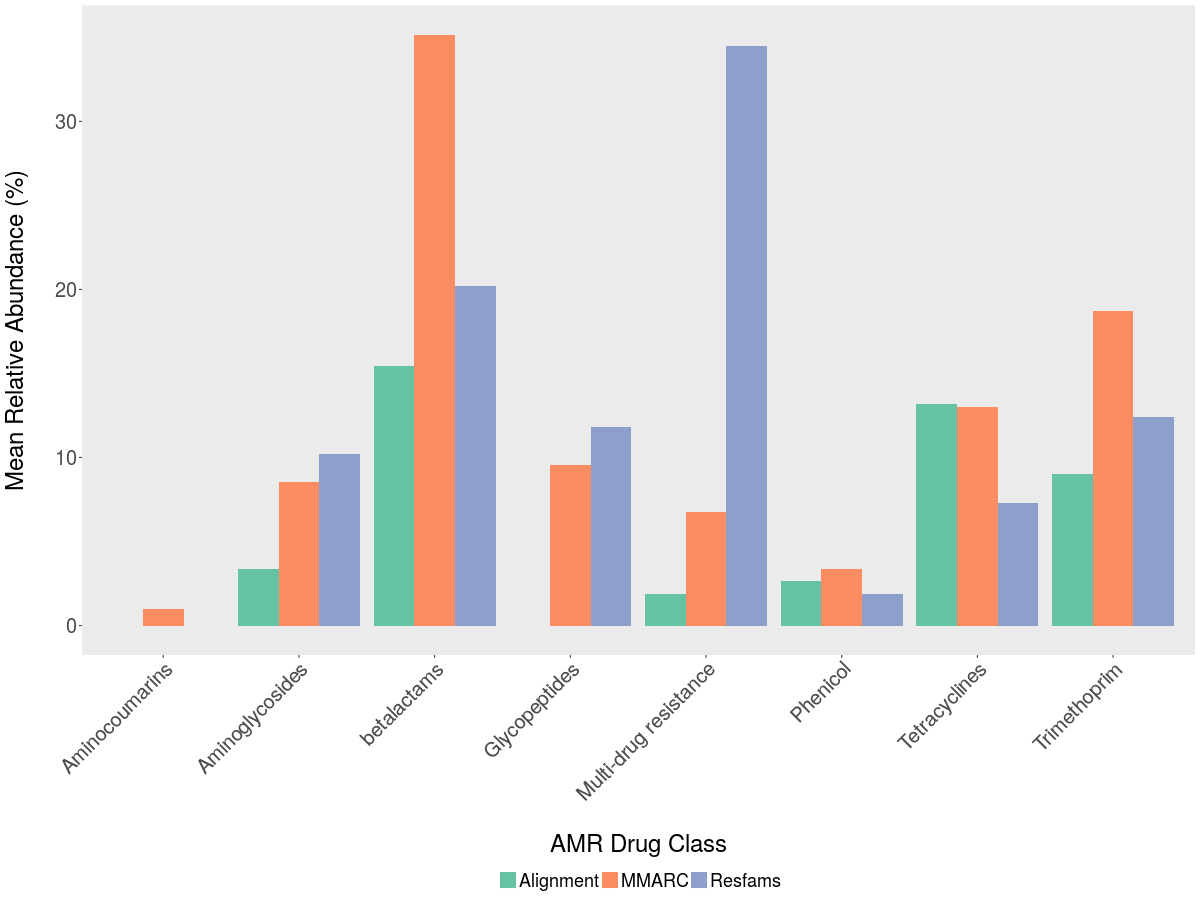 Mean Relative Abundance (%)
30
20
10
0
Aminocoumarins
Aminoglycosides
betalactams
Glycopeptides
Multi-drug resistance
Phenicol
Tetracyclines
Trimethoprim
AMR Drug Class
Alignment MMARC Resfams